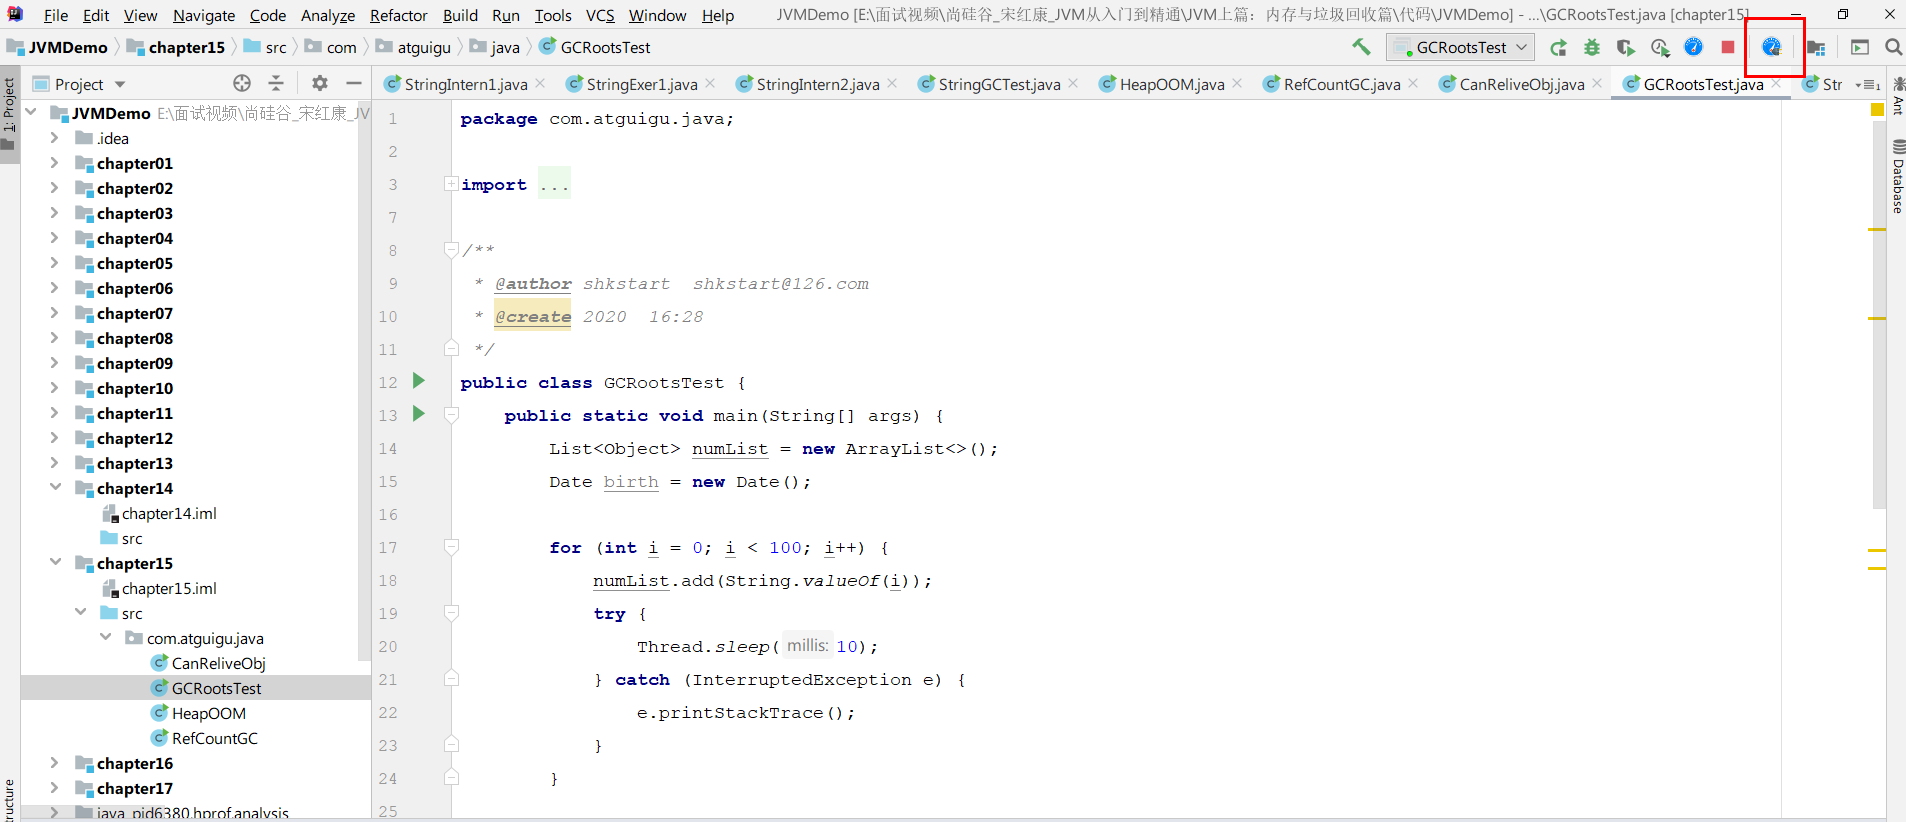 File Edit View Navigate Code Analyze Refactor Build Run Tools VCS Window Help JVMDemo [E:\面试视频\尚硅谷_宋红康_JVM从入门到精通\JVM上篇：内存与垃圾回收篇\代码\JVMDemo] - ...\GCRootsTest.java [chapter15]
JVMDemo chapter15 src com atguigu java GCRootsTest GCRootsTest
Project StringIntern1.java StringExer1.java StringIntern2.java StringGCTest.java HeapOOM.java RefCountGC.java CanReliveObj.java GCRootsTest.java Str 1
1: Project
Ant
Database
JVMDemo E:\面试视频\尚硅谷_宋红康_JV
.idea
chapter01
chapter02
chapter03
chapter04
chapter05
chapter06
chapter07
chapter08
chapter09
chapter10
chapter11
chapter12
chapter13
chapter14
chapter14.iml
src
chapter15
chapter15.iml
src
com.atguigu.java
CanReliveObj
GCRootsTest
HeapOOM
RefCountGC
chapter16
chapter17
java_pid6380.hprof.analysis
1 package com.atguigu.java;
2
3 import ...
7
8 /**
9 * @author shkstart shkstart@126.com
10 * @create 2020 16:28
11 */
12 public class GCRootsTest {
13 public static void main(String[] args) {
14 List<Object> numList = new ArrayList<>();
15 Date birth = new Date();
16
17 for (int i = 0; i < 100; i++) {
18 numList.add(String.valueOf(i));
19 try {
20 Thread.sleep( millis: 10);
21 } catch (InterruptedException e) {
22 e.printStackTrace();
23 }
24 }
25